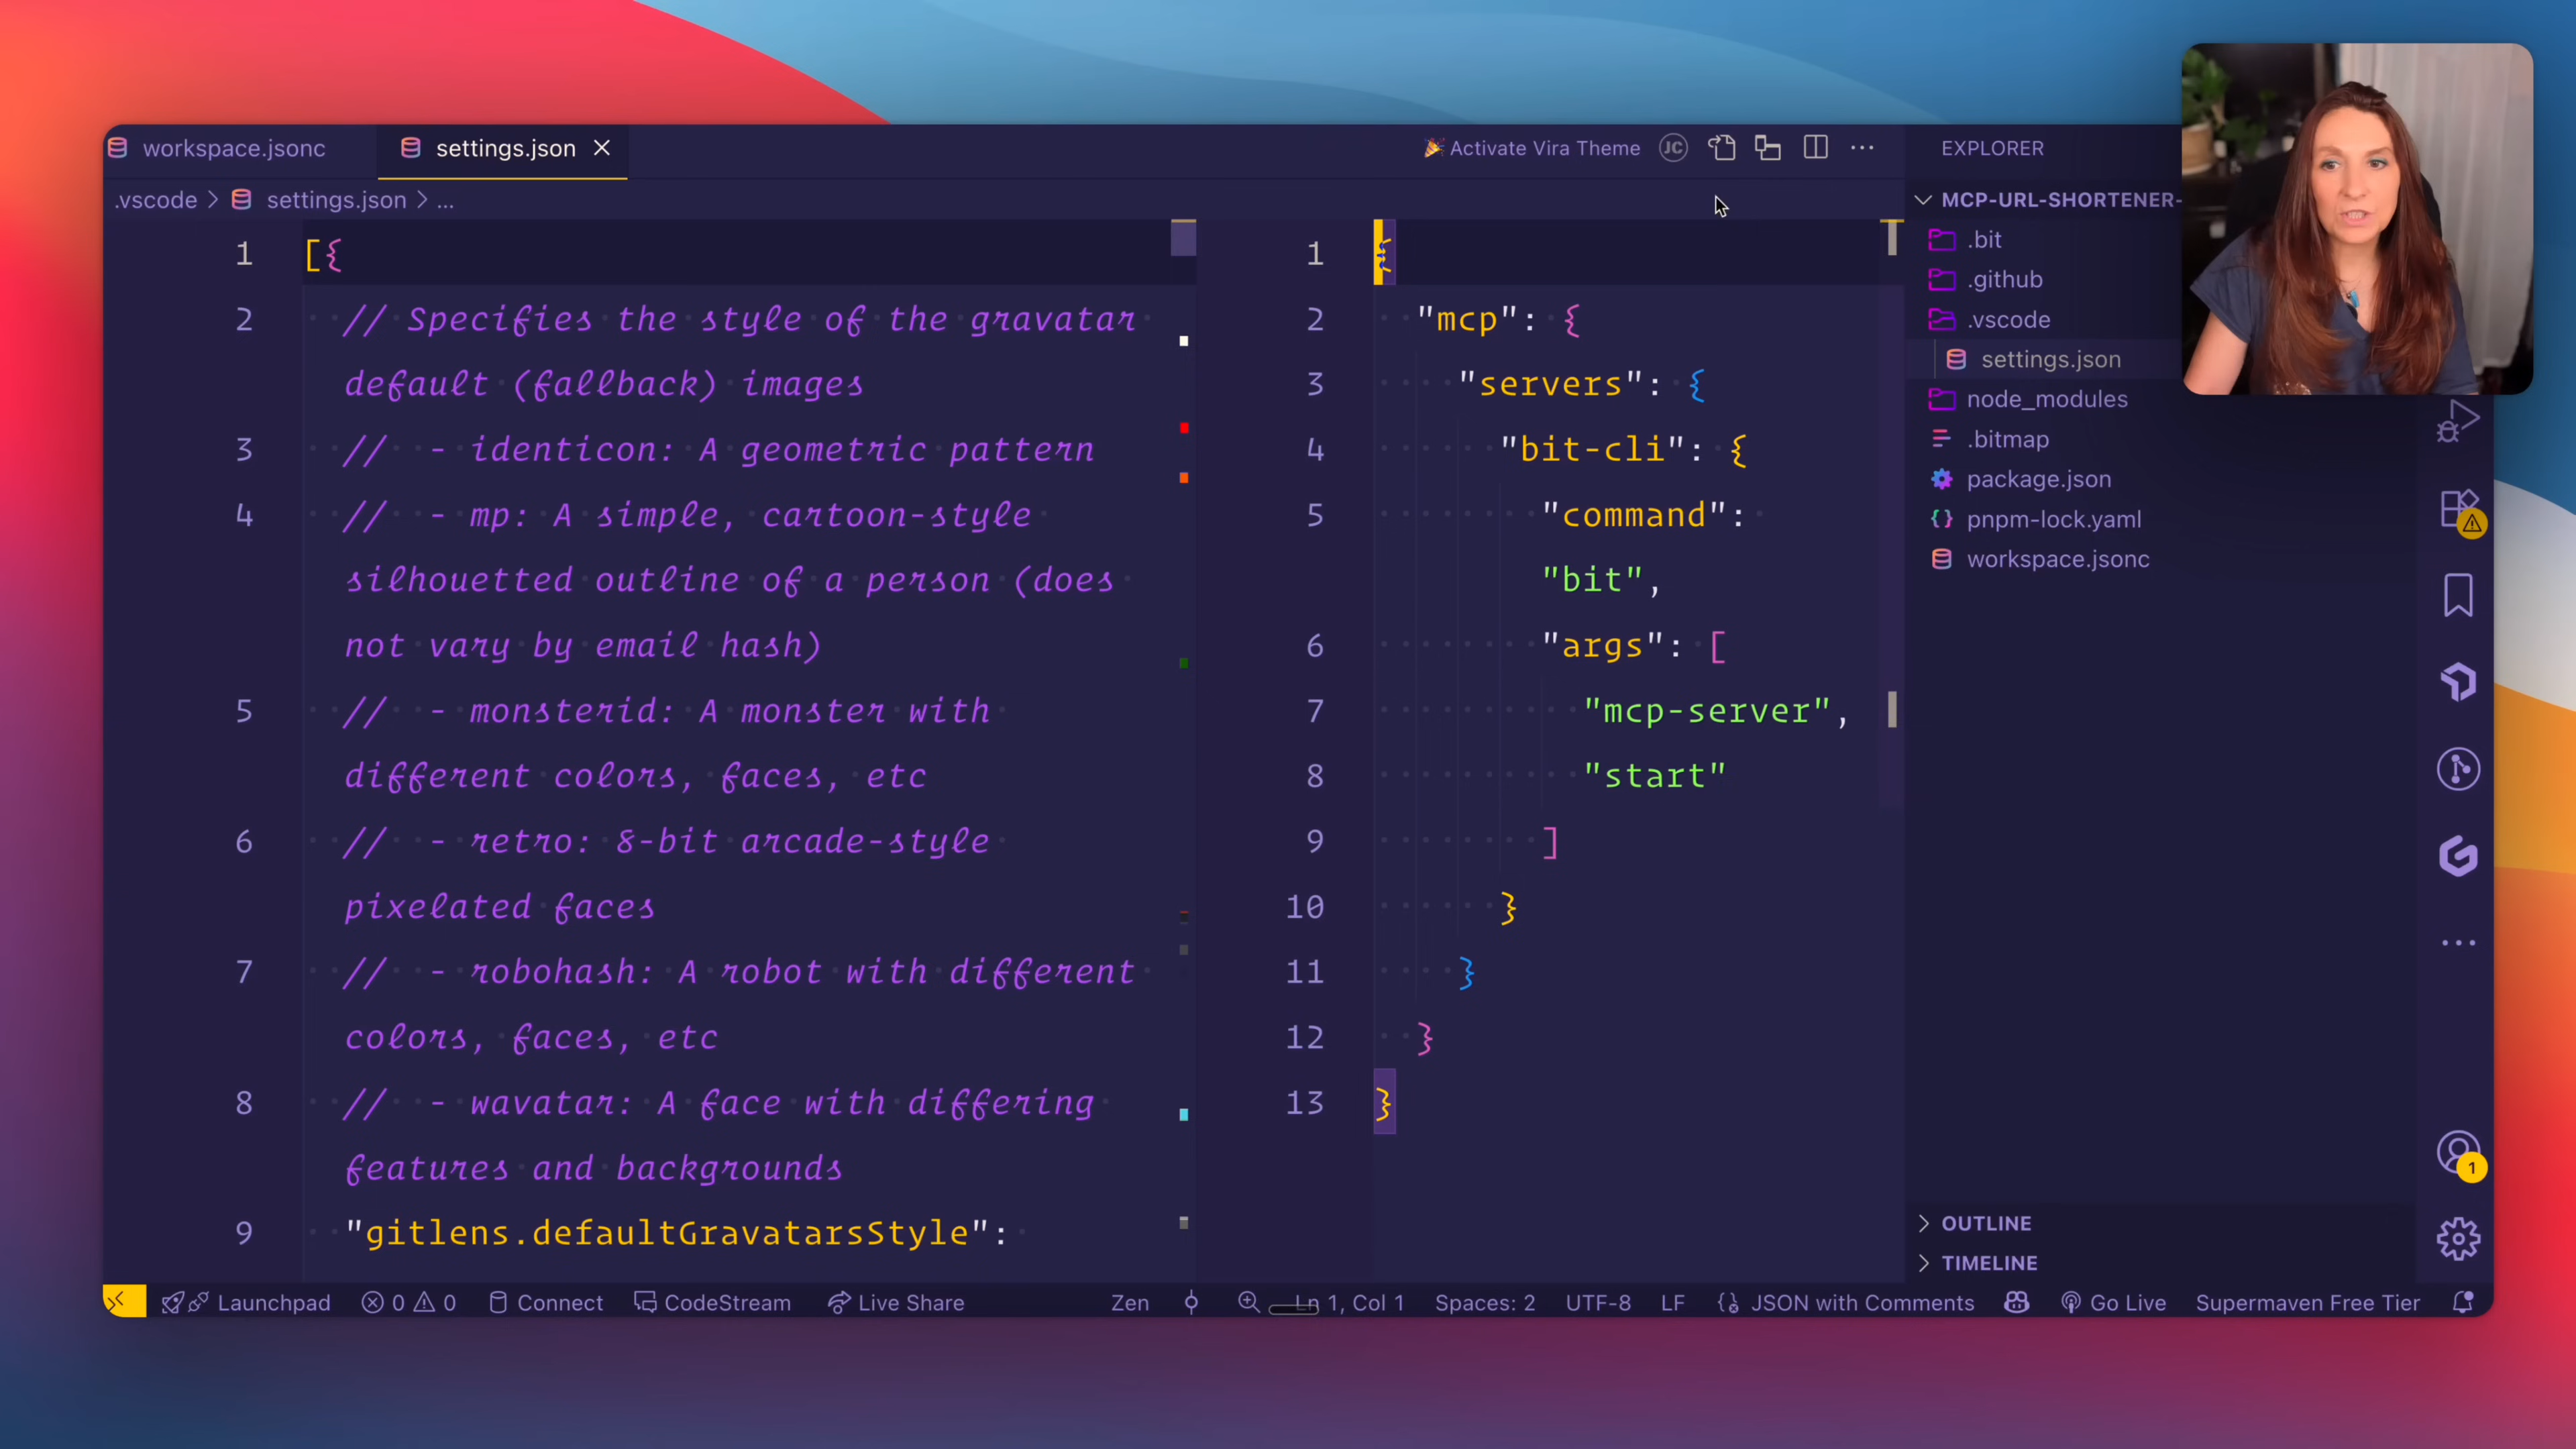 workspace.jsonc
settings.json
Activate Vira Theme
JC
.vscode > settings.json > ...
1 [{
2 // Specifies the style of the gravatar
default (fallback) images
3 // - identicon: A geometric pattern
4 // - mp: A simple, cartoon-style
silhouetted outline of a person (does
not vary by email hash)
5 // - monsterid: A monster with
different colors, faces, etc
6 // - retro: 8-bit arcade-style
pixelated faces
7 // - robohash: A robot with different
colors, faces, etc
8 // - wavatar: A face with differing
features and backgrounds
9 "gitlens.defaultGravatarsStyle":
1 {
2 "mcp": {
3 "servers": {
4 "bit-cli": {
5 "command":
"bit",
6 "args": [
7 "mcp-server",
8 "start"
9 ]
10 }
11 }
12 }
13 }
EXPLORER
MCP-URL-SHORTENER-
.bit
.github
.vscode
settings.json
node_modules
.bitmap
package.json
pnpm-lock.yaml
workspace.jsonc
OUTLINE
TIMELINE
1
Launchpad
0 0
Connect
CodeStream
Live Share
Zen
Ln 1, Col 1
Spaces: 2
UTF-8
LF
JSON with Comments
Go Live
Supermaven Free Tier